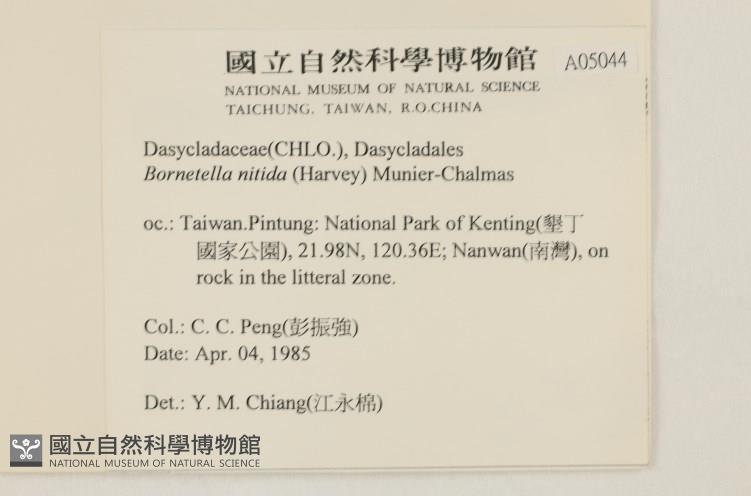 國立自然科學博物館
A05044
NATIONAL MUSEUM OF NATURAL SCIENCE
TAICHUNG, TAIWAN, R.O.CHINA
Dasycladaceae(CHLO.), Dasycladales
Bornetella nitida (Harvey) Munier-Chalmas
oc.: Taiwan.Pintung: National Park of Kenting(墾丁
國家公園), 21.98N, 120.36E; Nanwan(南灣), on
rock in the litteral zone.
Col.: C. C. Peng(彭振強)
Date: Apr. 04, 1985
Det.: Y. M. Chiang(江永棉)
國立自然科學博物館
NATIONAL MUSEUM OF NATURAL SCIENCE